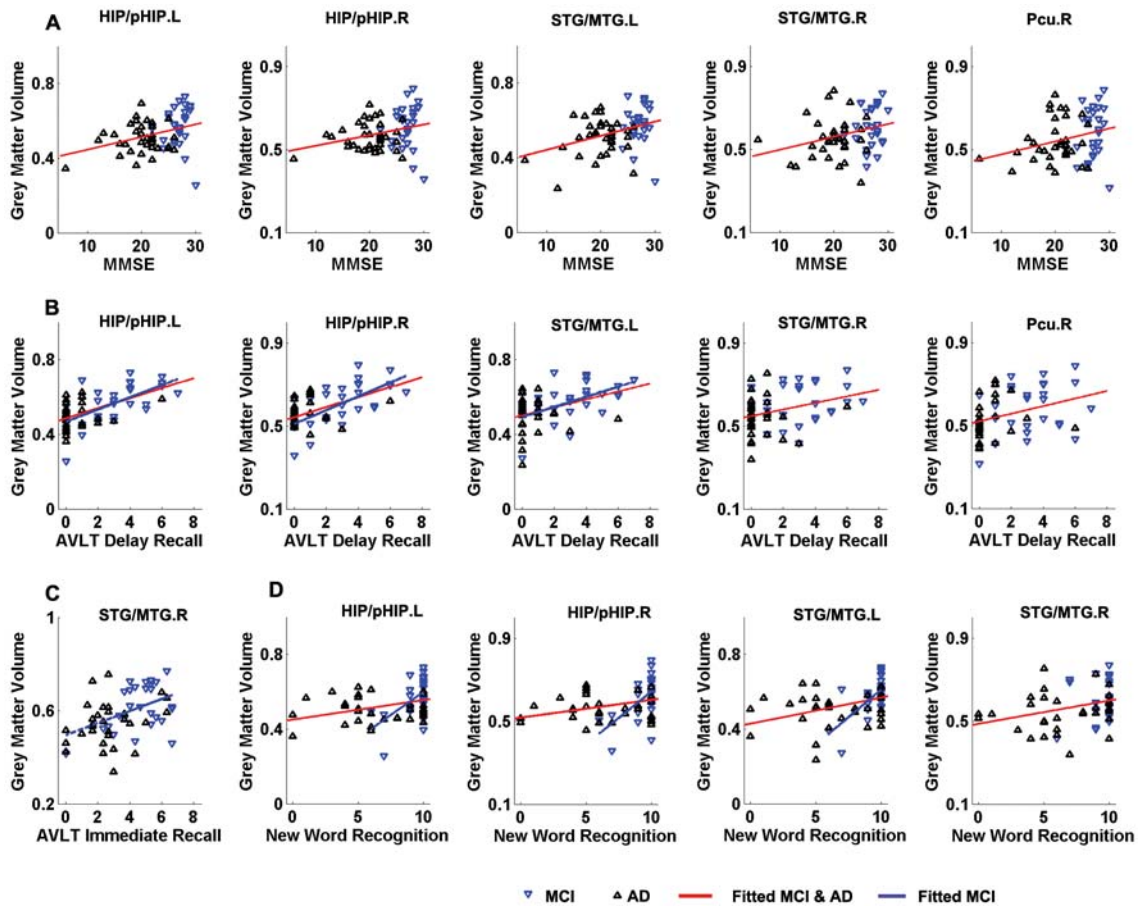 A
HIP/pHIP.L
HIP/pHIP.R
STG/MTG.L
STG/MTG.R
Pcu.R
Grey Matter Volume
0.8
0.4
0
10
20
30
MMSE
Grey Matter Volume
0.9
0.5
0.1
10
20
30
MMSE
Grey Matter Volume
0.8
0.4
0
10
20
30
MMSE
Grey Matter Volume
0.9
0.5
0.1
10
20
30
MMSE
Grey Matter Volume
0.9
0.5
0.1
10
20
30
MMSE
B
HIP/pHIP.L
HIP/pHIP.R
STG/MTG.L
STG/MTG.R
Pcu.R
Grey Matter Volume
0.8
0.4
0
0 2 4 6 8
AVLT Delay Recall
Grey Matter Volume
0.9
0.5
0.1
0 2 4 6 8
AVLT Delay Recall
Grey Matter Volume
0.8
0.4
0
0 2 4 6 8
AVLT Delay Recall
Grey Matter Volume
0.9
0.5
0.1
0 2 4 6 8
AVLT Delay Recall
Grey Matter Volume
0.9
0.5
0.1
0 2 4 6 8
AVLT Delay Recall
C
STG/MTG.R
Grey Matter Volume
1
0.6
0.2
0 2 4 6 8
AVLT Immediate Recall
D
HIP/pHIP.L
HIP/pHIP.R
STG/MTG.L
STG/MTG.R
Grey Matter Volume
0.8
0.4
0
0 5 10
New Word Recognition
Grey Matter Volume
0.9
0.5
0.1
0 5 10
New Word Recognition
Grey Matter Volume
0.8
0.4
0
0 5 10
New Word Recognition
Grey Matter Volume
0.9
0.5
0.1
0 5 10
New Word Recognition
MCI AD Fitted MCI & AD Fitted MCI